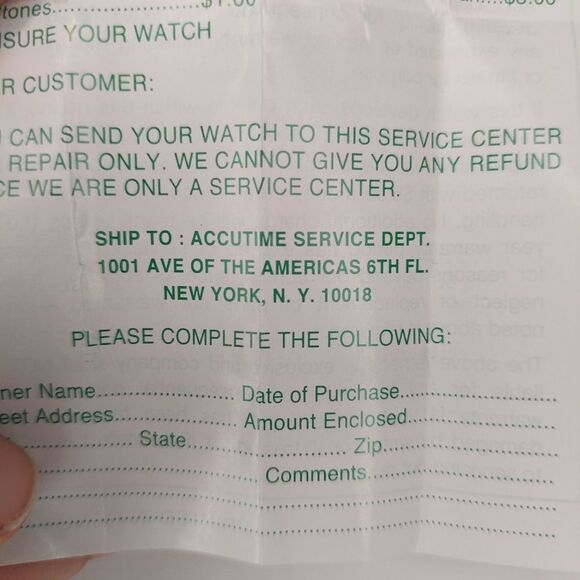 tones......$1.00
NSURE YOUR WATCH
R CUSTOMER:
CAN SEND YOUR WATCH TO THIS SERVICE CENTER
REPAIR ONLY. WE CANNOT GIVE YOU ANY REFUND
CE WE ARE ONLY A SERVICE CENTER.
SHIP TO : ACCUTIME SERVICE DEPT.
1001 AVE OF THE AMERICAS 6TH FL.
NEW YORK, N. Y. 10018
PLEASE COMPLETE THE FOLLOWING:
ner Name........................ Date of Purchase...........................
eet Address..................... Amount Enclosed..........................
..................... State................................. Zip...............................
Comments.............................